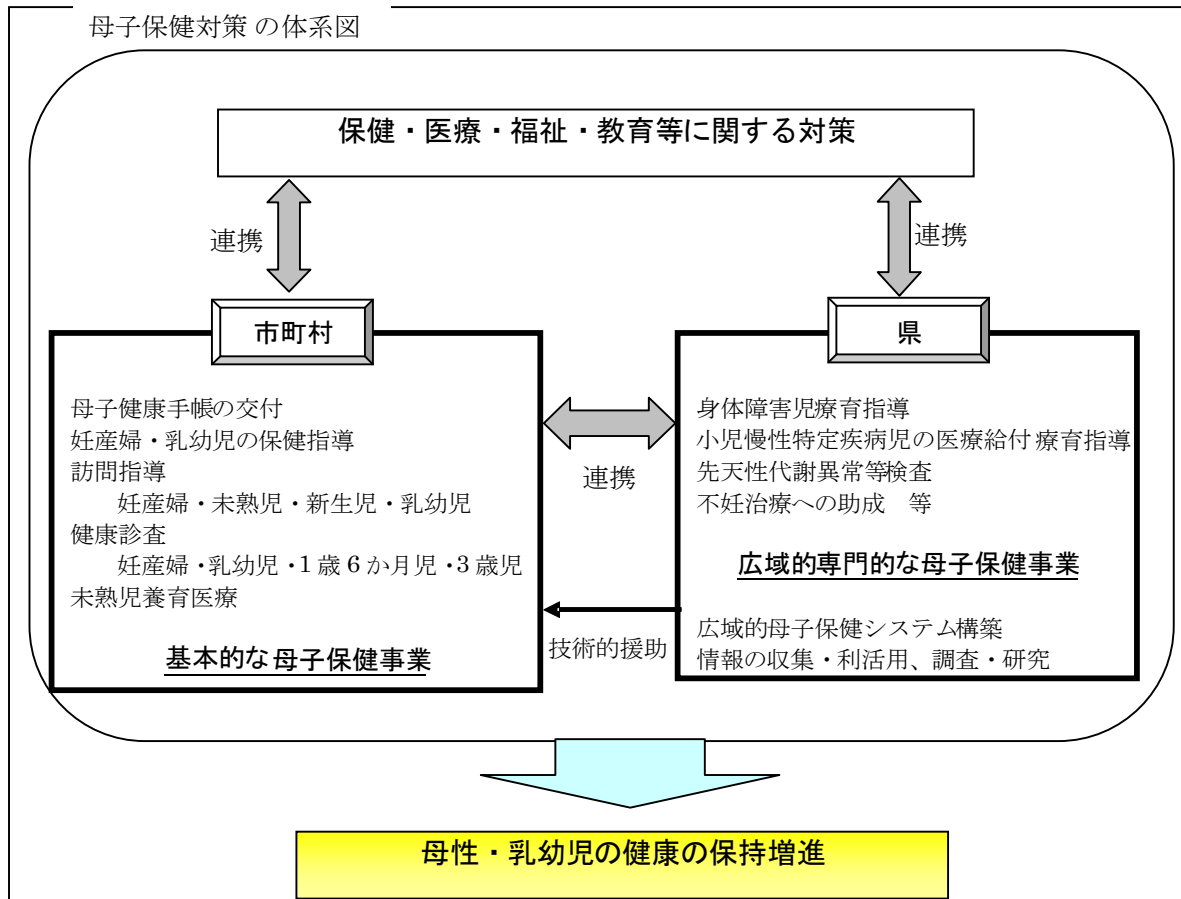 母子保健対策の体系図
保健・医療・福祉・教育等に関する対策
連携
連携
市町村
母子健康手帳の交付
妊産婦・乳幼児の保健指導
訪問指導
妊産婦・未熟児・新生児・乳幼児
健康診査
妊産婦・乳幼児・1歳6か月児・3歳児
未熟児養育医療
基本的な母子保健事業
連携
技術的援助
県
身体障害児療育指導
小児慢性特定疾病児の医療給付 療育指導
先天性代謝異常等検査
不妊治療への助成 等
広域的専門的な母子保健事業
広域的母子保健システム構築
情報の収集・利活用、調査・研究
母性・乳幼児の健康の保持増進